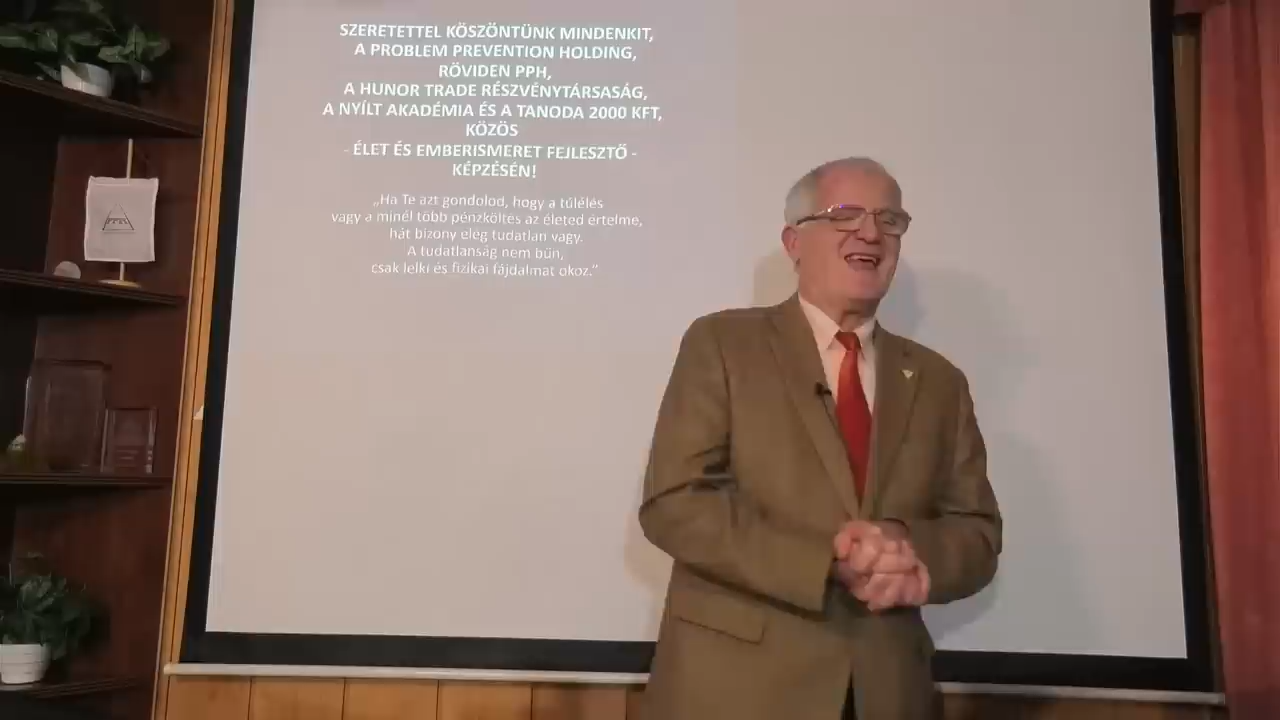 SZERETETTEL KÖSZÖNTÜNK MINDENKIT,
A PROBLEM PREVENTION HOLDING,
RÖVIDEN PPH,
A HUNOR TRADE RÉSZVÉNYTÁRSASÁG,
A NYÍLT AKADÉMIA ÉS A TANODA 2000 KFT,
KÖZÖS
- ÉLET ÉS EMBERISMERET FEJLESZTŐ -
KÉPZÉSÉN!
„Ha Te azt gondolod, hogy a túlélés
vagy a minél több pénzköltés az életed értelme,
hát bizony elég tudatlan vagy.
A tudatlanság nem bűn,
csak lelki és fizikai fájdalmat okoz.”